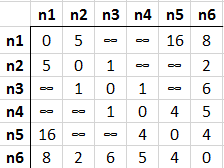 n1 n2 n3 n4 n5 n6
n1 0 5 ∞ ∞ 16 8
n2 5 0 1 ∞ ∞ 2
n3 ∞ 1 0 1 ∞ 6
n4 ∞ ∞ 1 0 4 5
n5 16 ∞ ∞ 4 0 4
n6 8 2 6 5 4 0